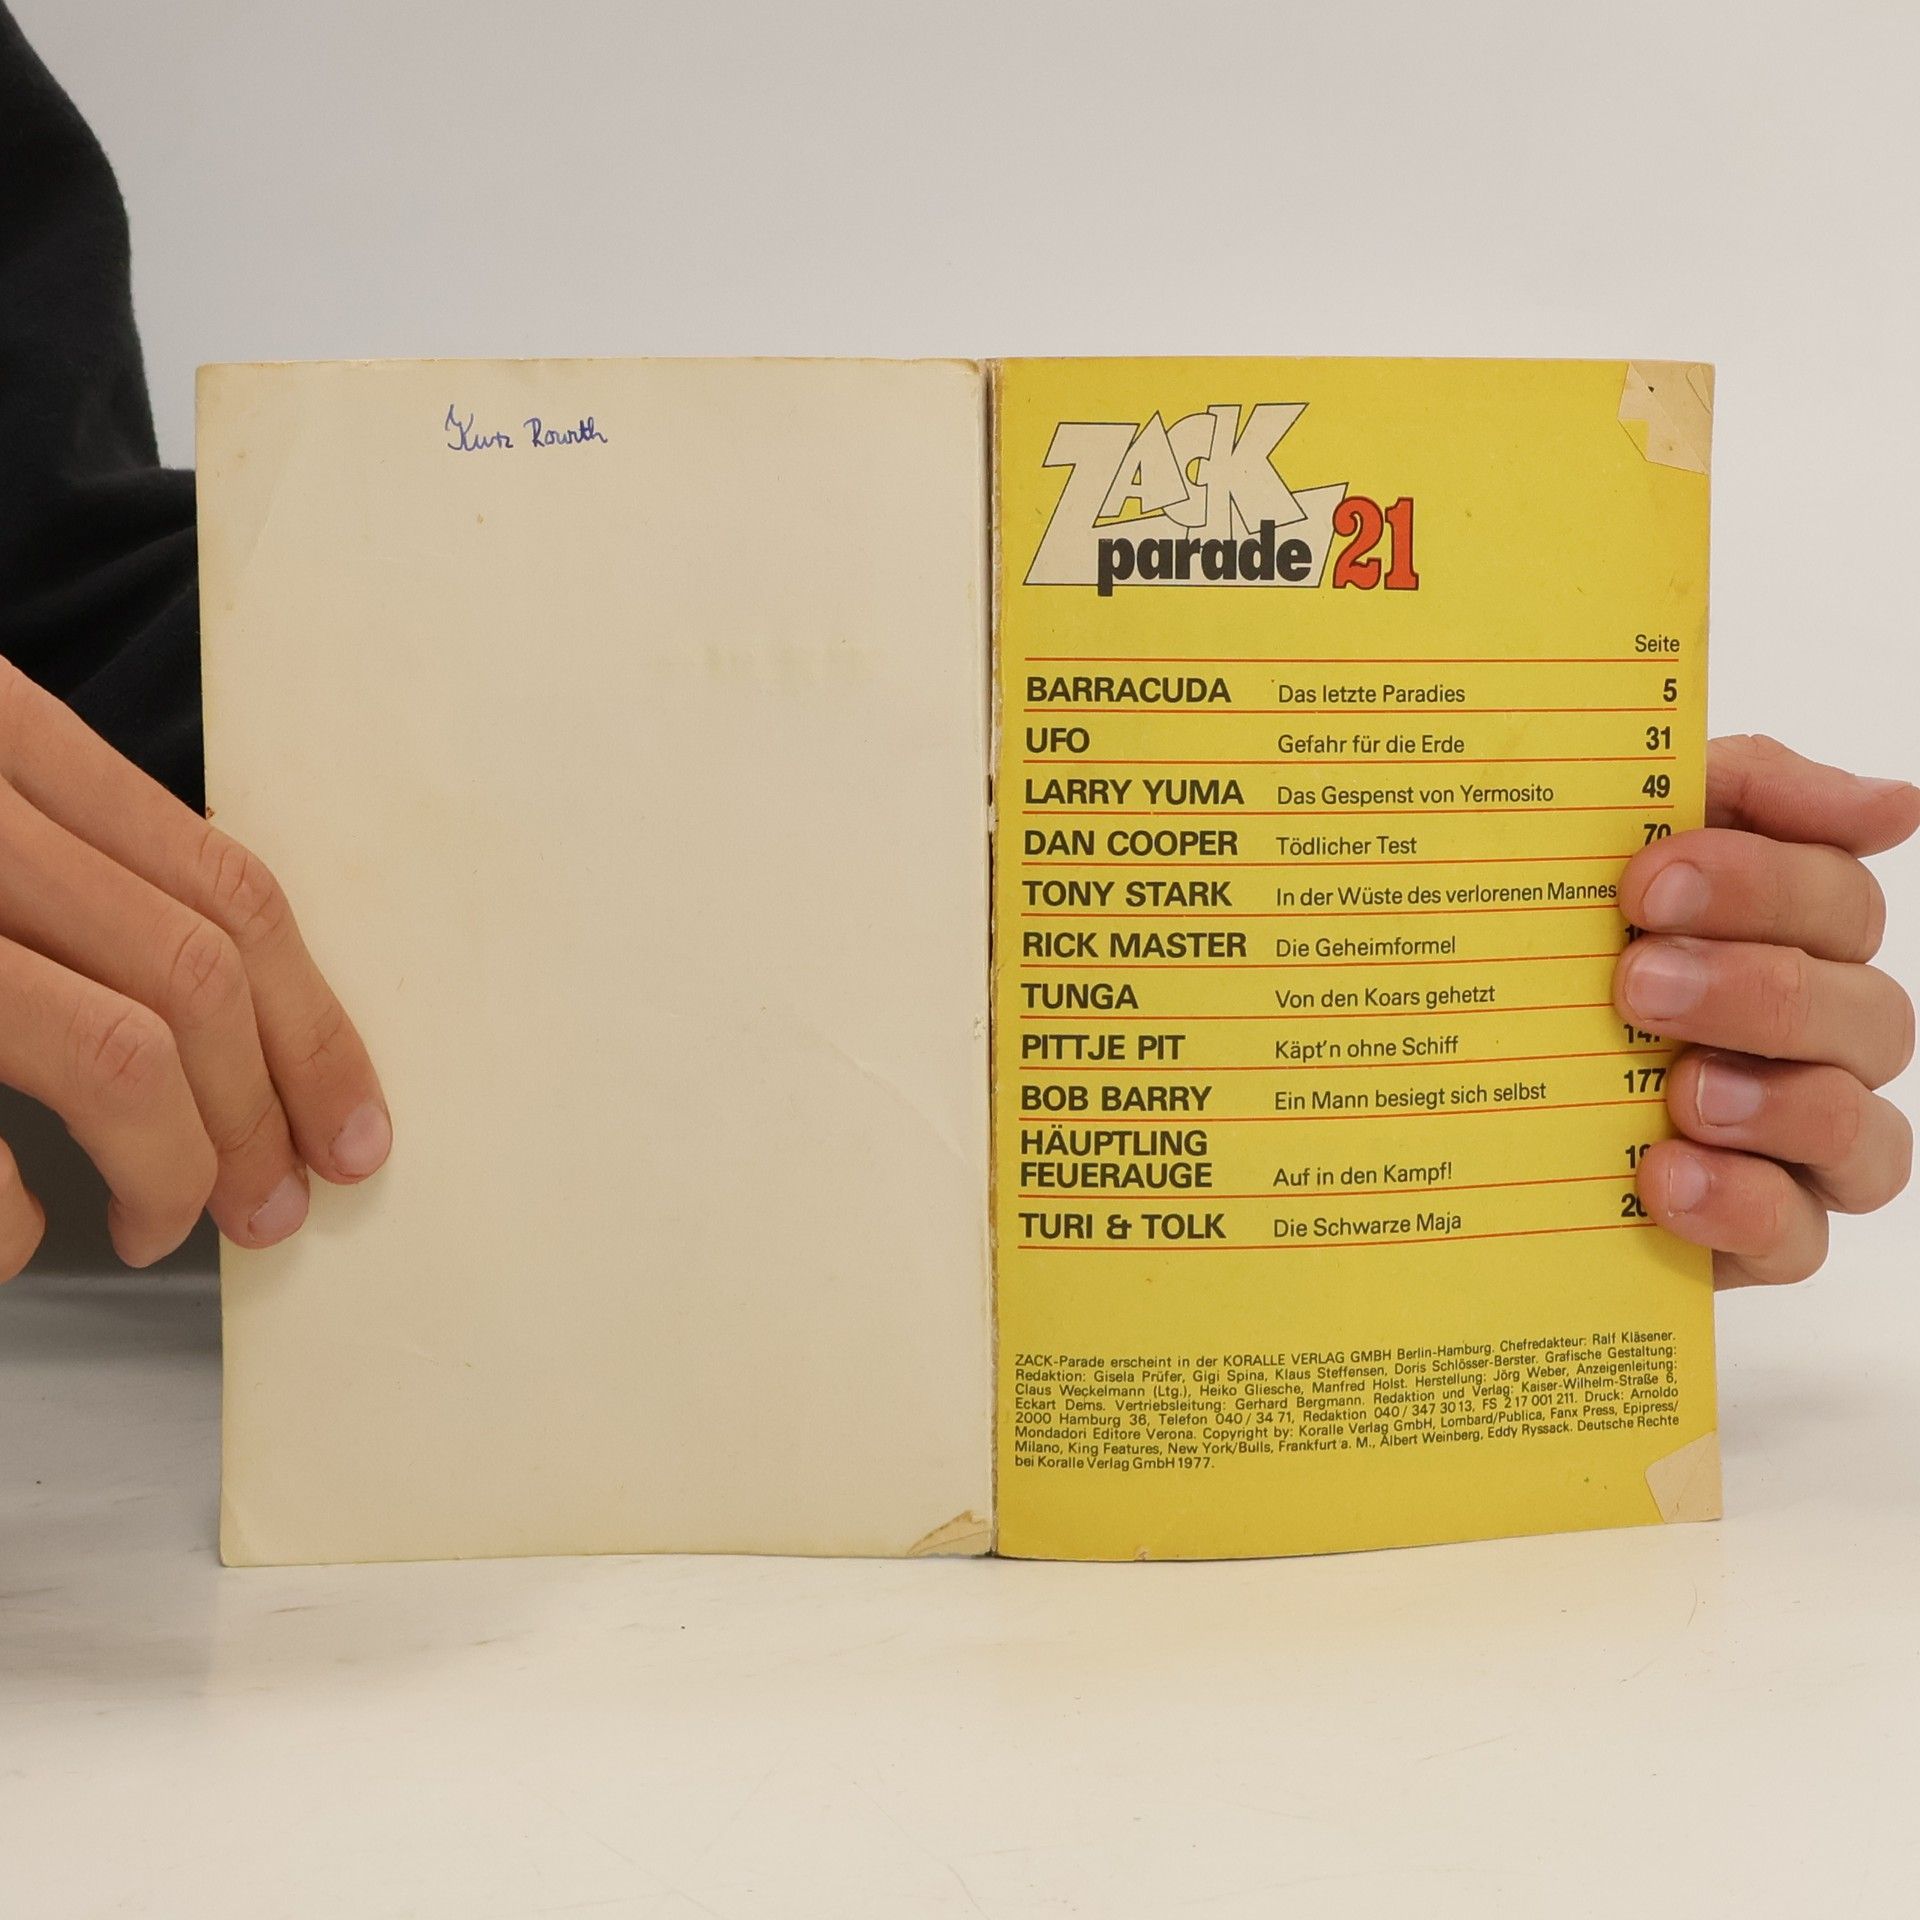 ZACK
parade 21
Seite
BARRACUDA Das letzte Paradies 5
UFO Gefahr für die Erde 31
LARRY YUMA Das Gespenst von Yermosito 49
DAN COOPER Tödlicher Test 70
TONY STARK In der Wüste des verlorenen Mannes
RICK MASTER Die Geheimformel
TUNGA Von den Koars gehetzt
PITTJE PIT Käpt'n ohne Schiff
BOB BARRY Ein Mann besiegt sich selbst 177
HÄUPTLING
FEUERAUGE Auf in den Kampf!
TURI & TOLK Die Schwarze Maja
ZACK-Parade erscheint in der KORALLE VERLAG GMBH Berlin-Hamburg. Chefredakteur: Ralf Kläsener.
Redaktion: Gisela Prüfer, Gigi Spina, Klaus Steffensen, Doris Schlösser-Berster. Grafische Gestaltung:
Claus Weckelmann (Ltg.), Heiko Gliesche, Manfred Holst. Herstellung: Jörg Weber, Anzeigenleitung:
Eckart Dems. Vertriebsleitung: Gerhard Bergmann. Redaktion und Verlag: Kaiser-Wilhelm-Straße 6,
2000 Hamburg 36, Telefon 040/34 71, Redaktion 040/347 30 13, FS 2 17 001 211. Druck: Arnoldo
Mondadori Editore Verona. Copyright by: Koralle Verlag GmbH, Lombard/Publica, Fanx Press, Epipress/
Milano, King Features, New York/Bulls, Frankfurt a. M., Albert Weinberg, Eddy Ryssack. Deutsche Rechte
bei Koralle Verlag GmbH 1977.